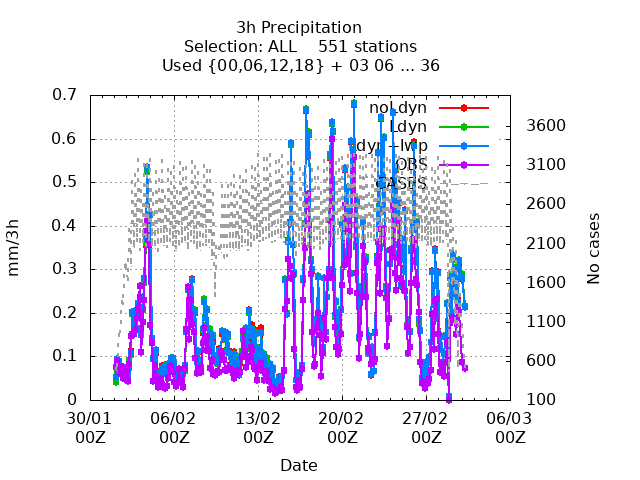 3h Precipitation
Selection: ALL    551 stations
Used {00,06,12,18} + 03 06 ... 36
0.7
0.6
0.5
0.4
0.3
0.2
0.1
0
mm/3h
noLdyn
Ldyn
OBS
CASES
3600
3100
2600
2100
1600
1100
600
100
No cases
30/01 06/02 13/02 20/02 27/02 06/03
00Z 00Z 00Z 00Z 00Z 00Z
Date